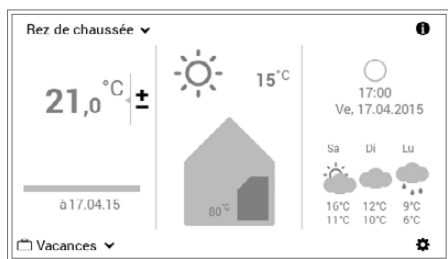 Rez de chaussée
21,0 °C ±
à 17.04.15
Vacances
15 °C
80 °C
17:00
Ve, 17.04.2015
Sa Di Lu
16°C 12°C 9°C
11°C 10°C 6°C